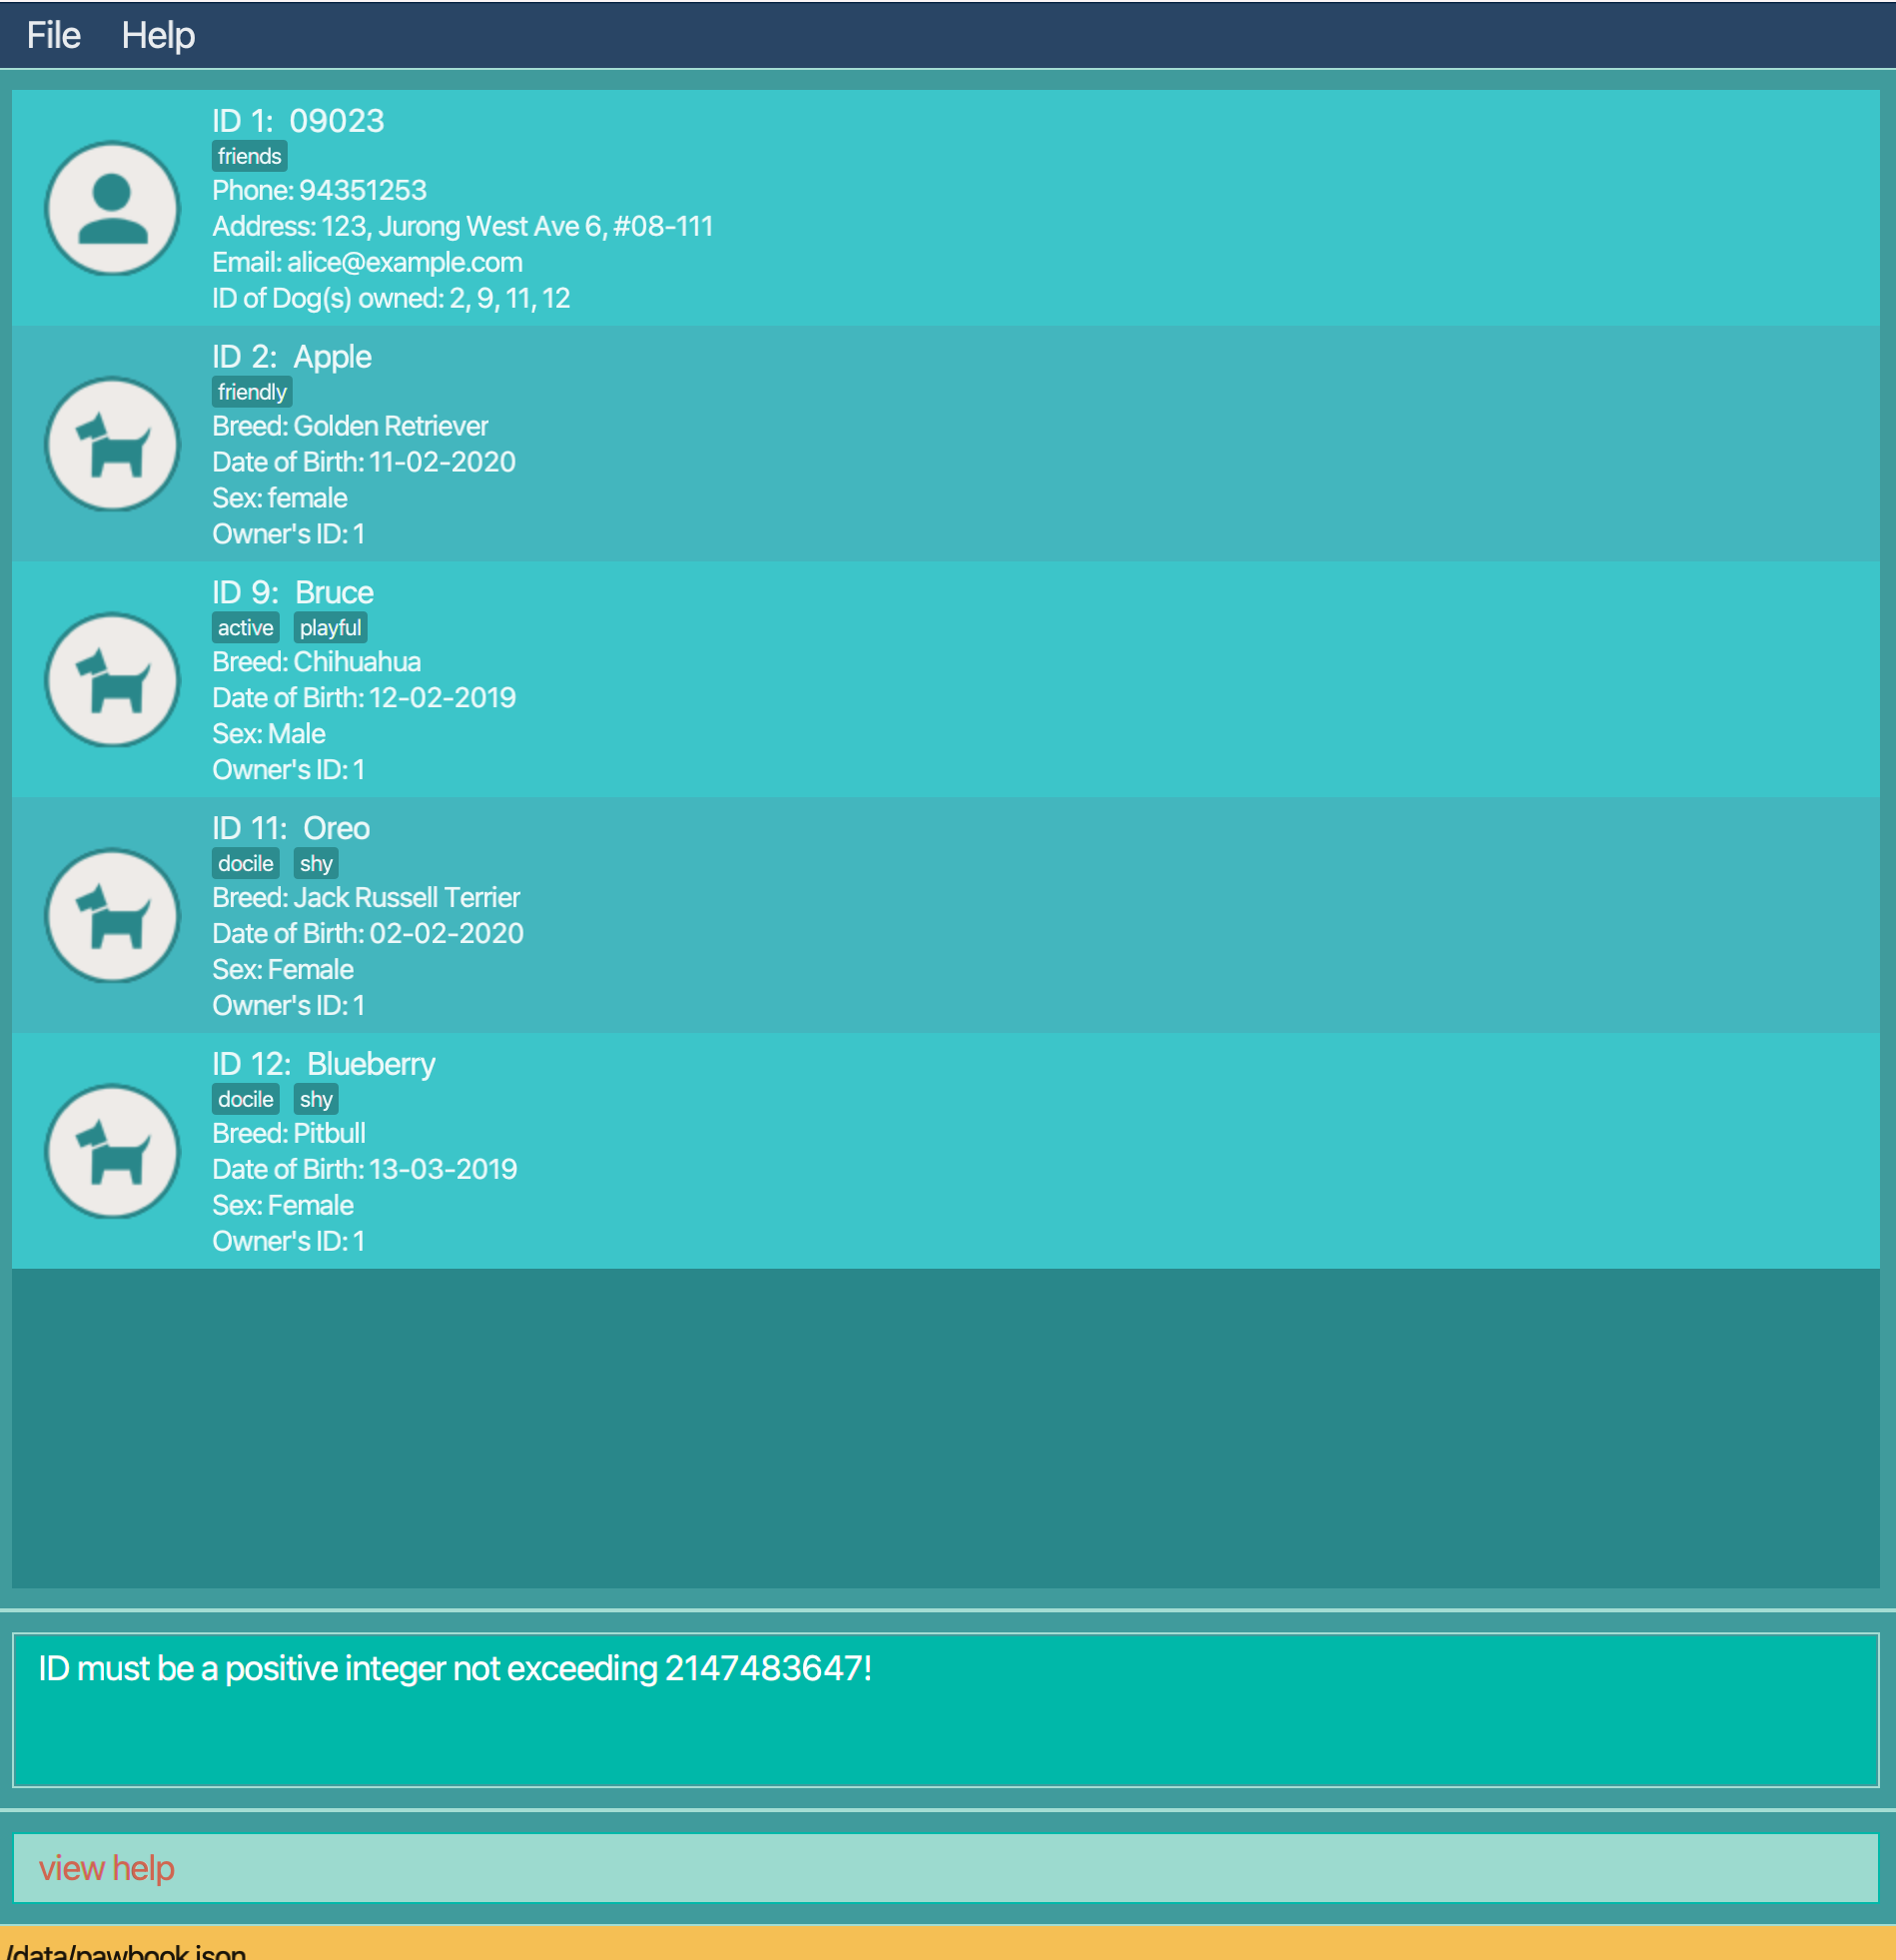 File Help
ID 1: 09023
friends
Phone: 94351253
Address: 123, Jurong West Ave 6, #08-111
Email: alice@example.com
ID of Dog(s) owned: 2, 9, 11, 12
ID 2: Apple
friendly
Breed: Golden Retriever
Date of Birth: 11-02-2020
Sex: female
Owner's ID: 1
ID 9: Bruce
active playful
Breed: Chihuahua
Date of Birth: 12-02-2019
Sex: Male
Owner's ID: 1
ID 11: Oreo
docile shy
Breed: Jack Russell Terrier
Date of Birth: 02-02-2020
Sex: Female
Owner's ID: 1
ID 12: Blueberry
docile shy
Breed: Pitbull
Date of Birth: 13-03-2019
Sex: Female
Owner's ID: 1
ID must be a positive integer not exceeding 2147483647!
view help
/data/pawbook.json